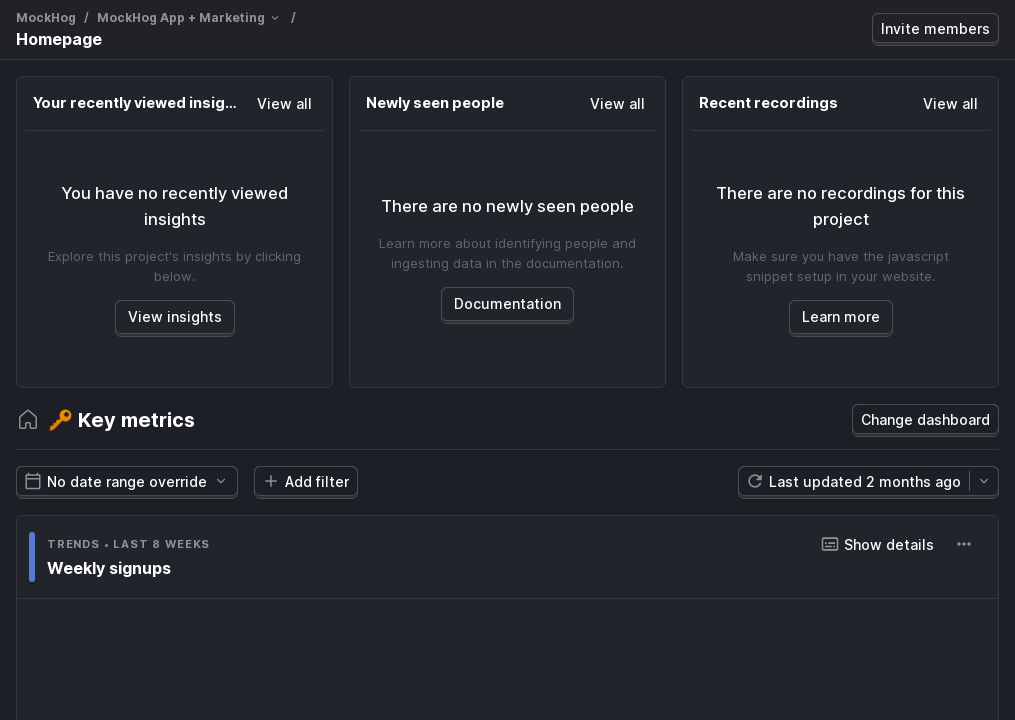 MockHog / MockHog App + Marketing /
Homepage
Invite members
Your recently viewed insig...
View all
You have no recently viewed
insights
Explore this project's insights by clicking
below.
View insights
Newly seen people
View all
There are no newly seen people
Learn more about identifying people and
ingesting data in the documentation.
Documentation
Recent recordings
View all
There are no recordings for this
project
Make sure you have the javascript
snippet setup in your website.
Learn more
🔑 Key metrics
Change dashboard
No date range override
Add filter
Last updated 2 months ago
TRENDS • LAST 8 WEEKS
Show details
Weekly signups